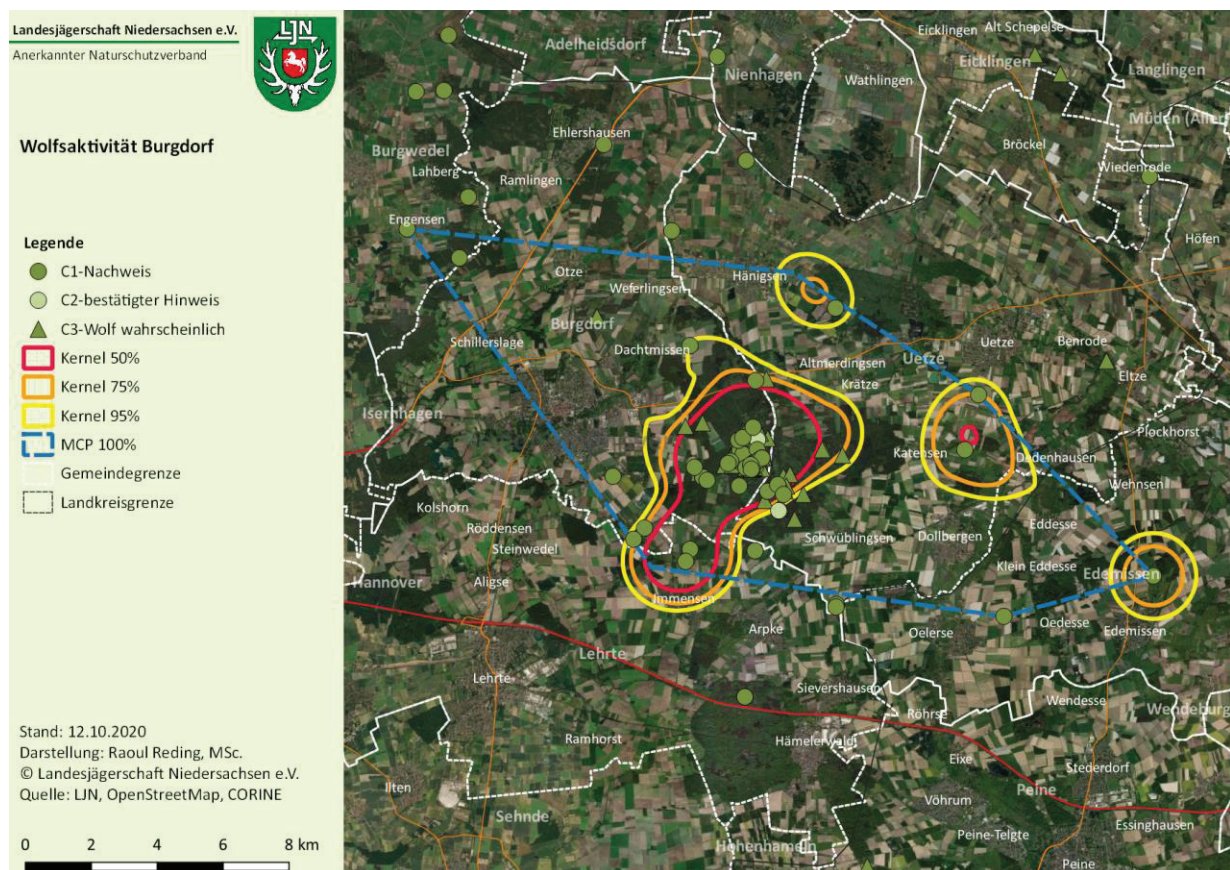 Landesjägerschaft Niedersachsen e.V.
Anerkannter Naturschutzverband
LJN
Wolfsaktivität Burgdorf
Legende
C1-Nachweis
C2-bestätigter Hinweis
C3-Wolf wahrscheinlich
Kernel 50%
Kernel 75%
Kernel 95%
MCP 100%
Gemeindegrenze
Landkreisgrenze
Stand: 12.10.2020
Darstellung: Raoul Reding, MSc.
© Landesjägerschaft Niedersachsen e.V.
Quelle: LJN, OpenStreetMap, CORINE
0 2 4 6 8 km
Adelheidsdorf
Nienhagen
Wathlingen
Eicklingen
Alt Schepelse
Eicklingen
Langlingen
Müden (Aller)
Bröckel
Wiedenrode
Höfen
Ehlershausen
Burgwedel
Lahberg
Ramlingen
Engensen
Otze
Weferlingsen
Hänigsen
Burgdorf
Schillerslage
Dachtmissen
Altmerdingsen
Uetze
Uetze
Benrode
Krätze
Eltze
Isernhagen
Plockhorst
Katensen
Dedenhausen
Wehnsen
Kolshorn
Röddensen
Steinwedel
Schwüblingsen
Dollbergen
Eddesse
Hannover
Aligse
Klein Eddesse
Edemissen
Immensen
Arpke
Oelerse
Oedesse
Edemissen
Lehrte
Lehrte
Sievershausen
Röhrse
Wendesse
Wendeburg
Ramhorst
Hämelerwald
Eixe
Stederdorf
Ilten
Peine
Sehnde
Vöhrum
Essinghausen
Peine-Telgte
Hohenhameln
Peine